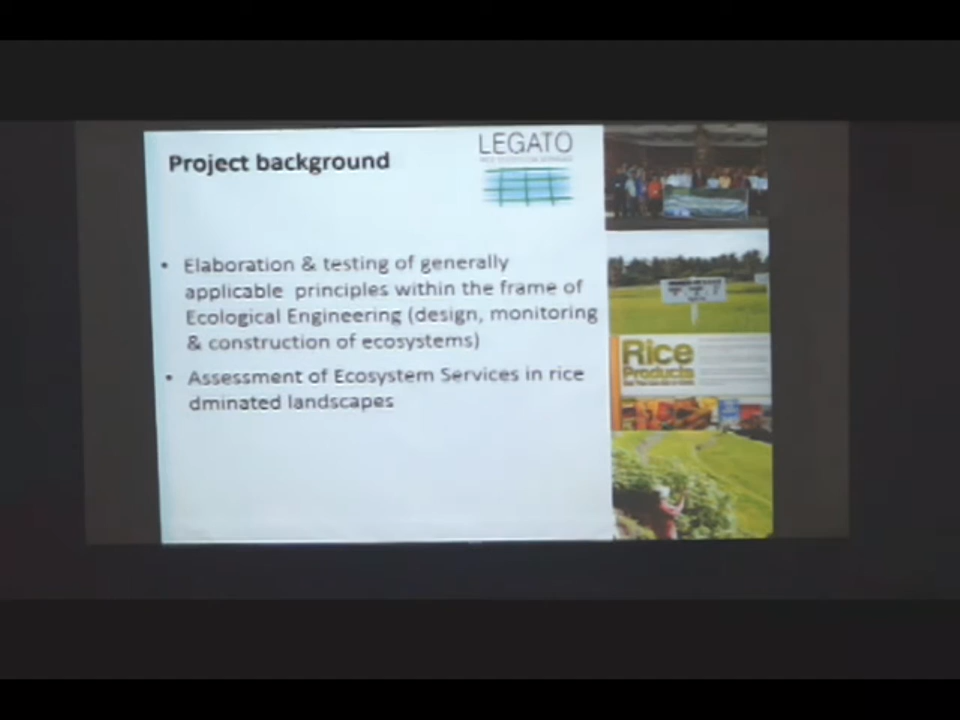 Project background
LEGATO
• Elaboration & testing of generally
applicable principles within the frame of
Ecological Engineering (design, monitoring
& construction of ecosystems)
• Assessment of Ecosystem Services in rice
dminated landscapes
Rice
Products